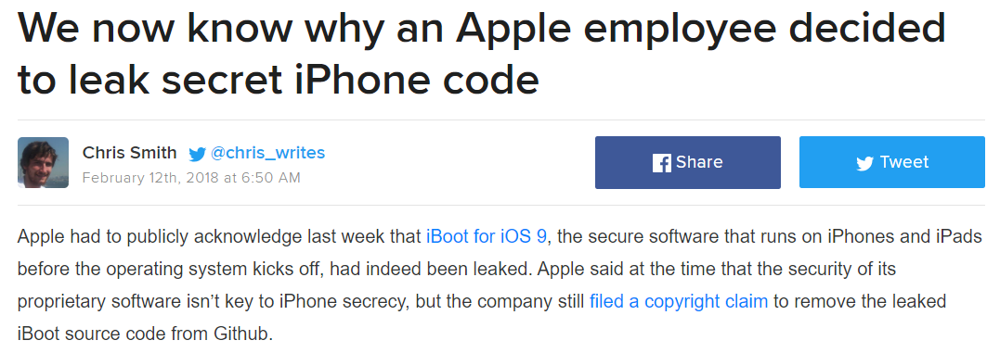 We now know why an Apple employee decided
to leak secret iPhone code
Chris Smith @chris_writes
February 12th, 2018 at 6:50 AM
Share
Tweet
Apple had to publicly acknowledge last week that iBoot for iOS 9, the secure software that runs on iPhones and iPads
before the operating system kicks off, had indeed been leaked. Apple said at the time that the security of its
proprietary software isn’t key to iPhone secrecy, but the company still filed a copyright claim to remove the leaked
iBoot source code from Github.